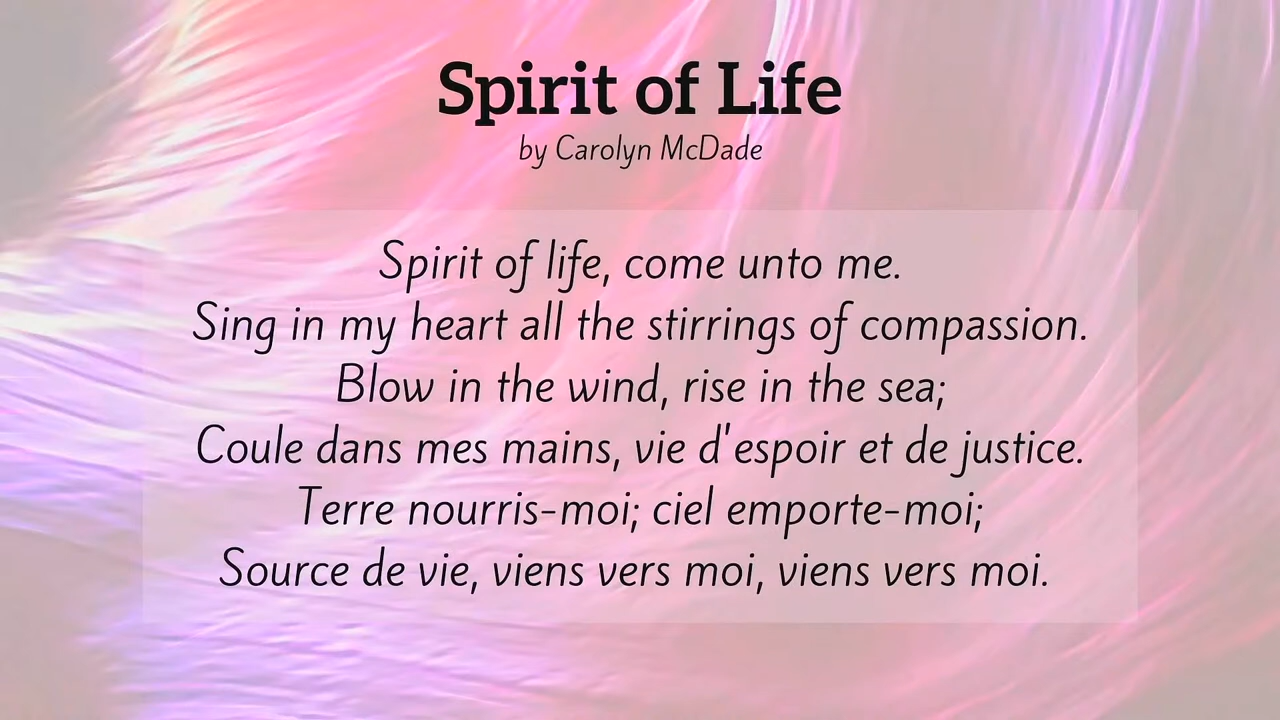 Spirit of Life
by Carolyn McDade
Spirit of life, come unto me.
Sing in my heart all the stirrings of compassion.
Blow in the wind, rise in the sea;
Coule dans mes mains, vie d'espoir et de justice.
Terre nourris-moi; ciel emporte-moi;
Source de vie, viens vers moi, viens vers moi.